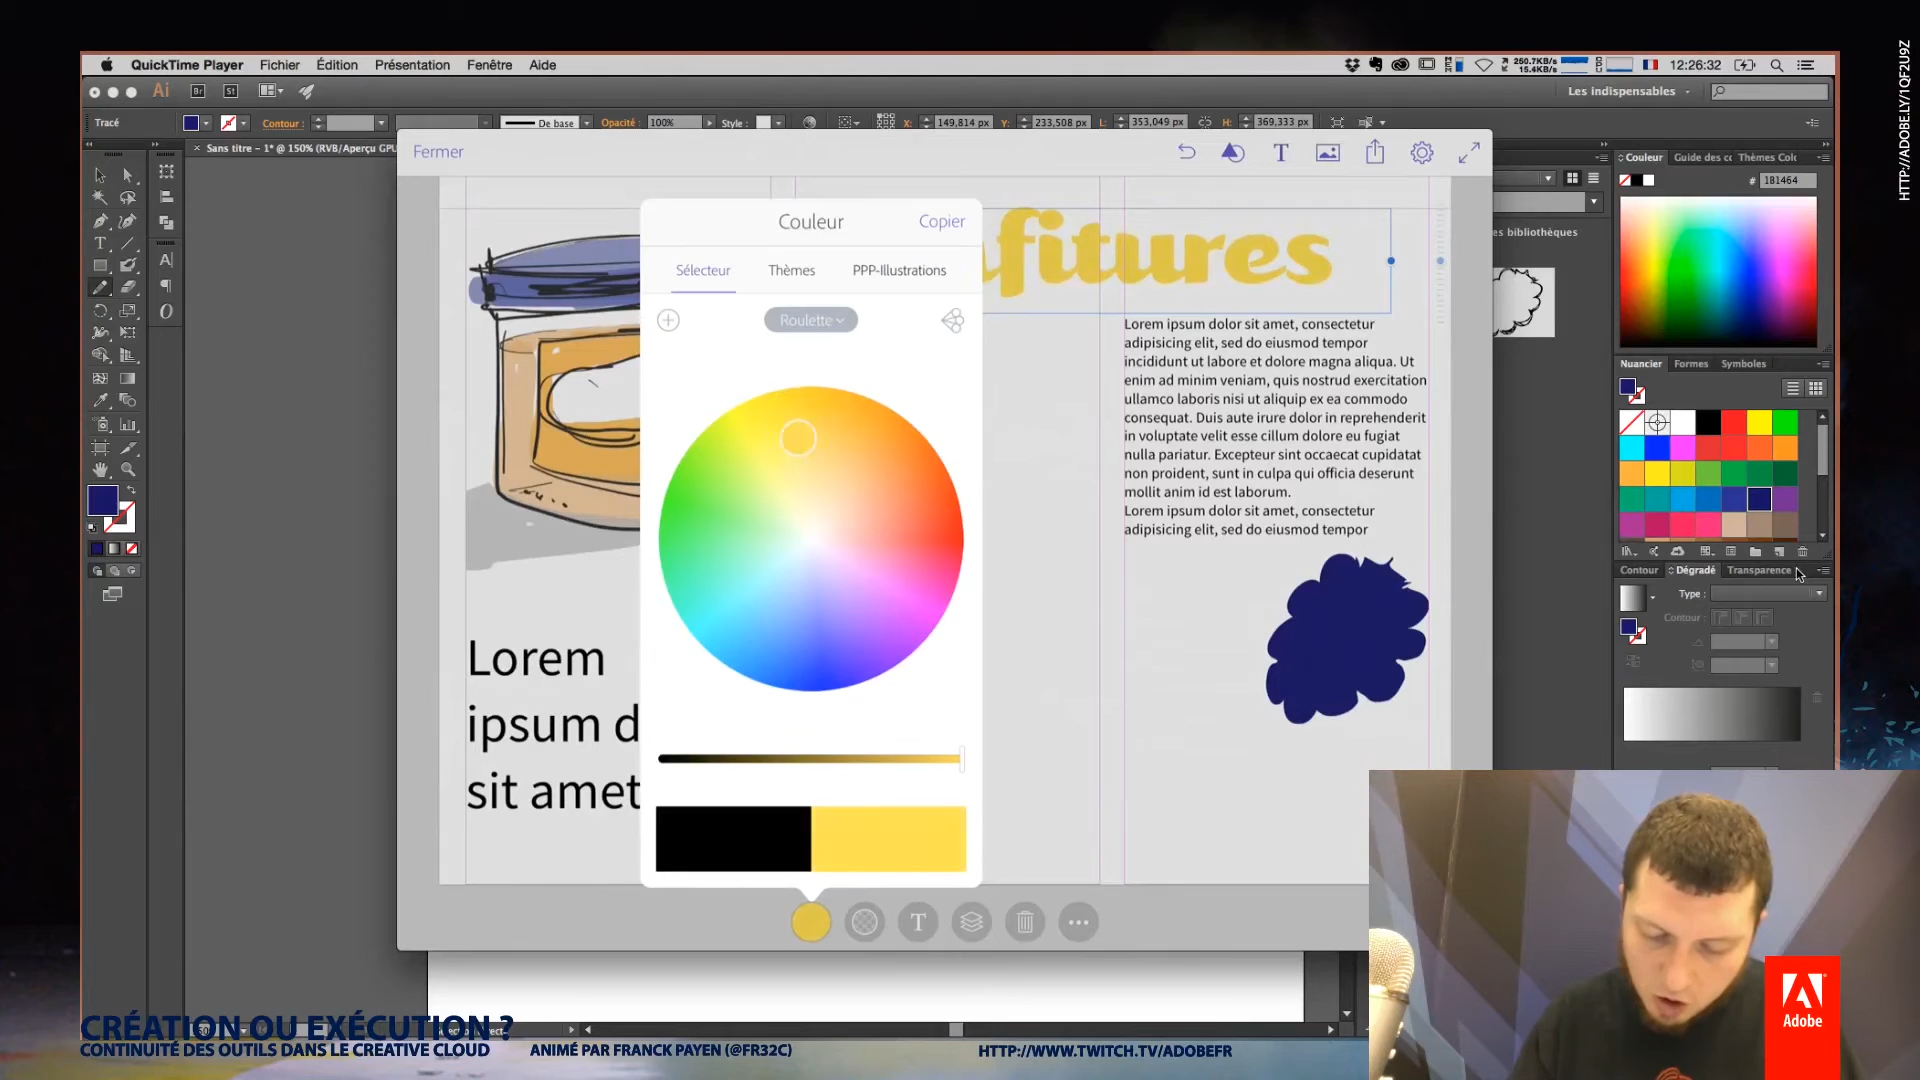 HTTP://ADOBE.LY/1QF2U9Z
QuickTime Player Fichier Édition Présentation Fenêtre Aide
250.7KB/s
15.4KB/s
12:26:32
Ai Br St
Les indispensables
Tracé Contour : De base Opacité : 100% Style : X: 149,814 px Y: 233,508 px L: 353,049 px H: 369,333 px
× Sans titre - 1* @ 150% (RVB/Aperçu GPU
Fermer
Couleur Copier
Sélecteur Thèmes PPP-Illustrations
Roulette
fitures
Lorem ipsum dolor sit amet, consectetur
adipisicing elit, sed do eiusmod tempor
incididunt ut labore et dolore magna aliqua. Ut
enim ad minim veniam, quis nostrud exercitation
ullamco laboris nisi ut aliquip ex ea commodo
consequat. Duis aute irure dolor in reprehenderit
in voluptate velit esse cillum dolore eu fugiat
nulla pariatur. Excepteur sint occaecat cupidatat
non proident, sunt in culpa qui officia deserunt
mollit anim id est laborum.
Lorem ipsum dolor sit amet, consectetur
adipisicing elit, sed do eiusmod tempor
Lorem
ipsum d
sit amet
Couleur Guide des cc Thèmes Col
# 1B1464
es bibliothèques
Nuancier Formes Symboles
Contour Dégradé Transparence
Type :
Contour :
CRÉATION OU EXÉCUTION ?
CONTINUITÉ DES OUTILS DANS LE CREATIVE CLOUD
ANIMÉ PAR FRANCK PAYEN (@FR32C)
HTTP://WWW.TWITCH.TV/ADOBEFR
Adobe